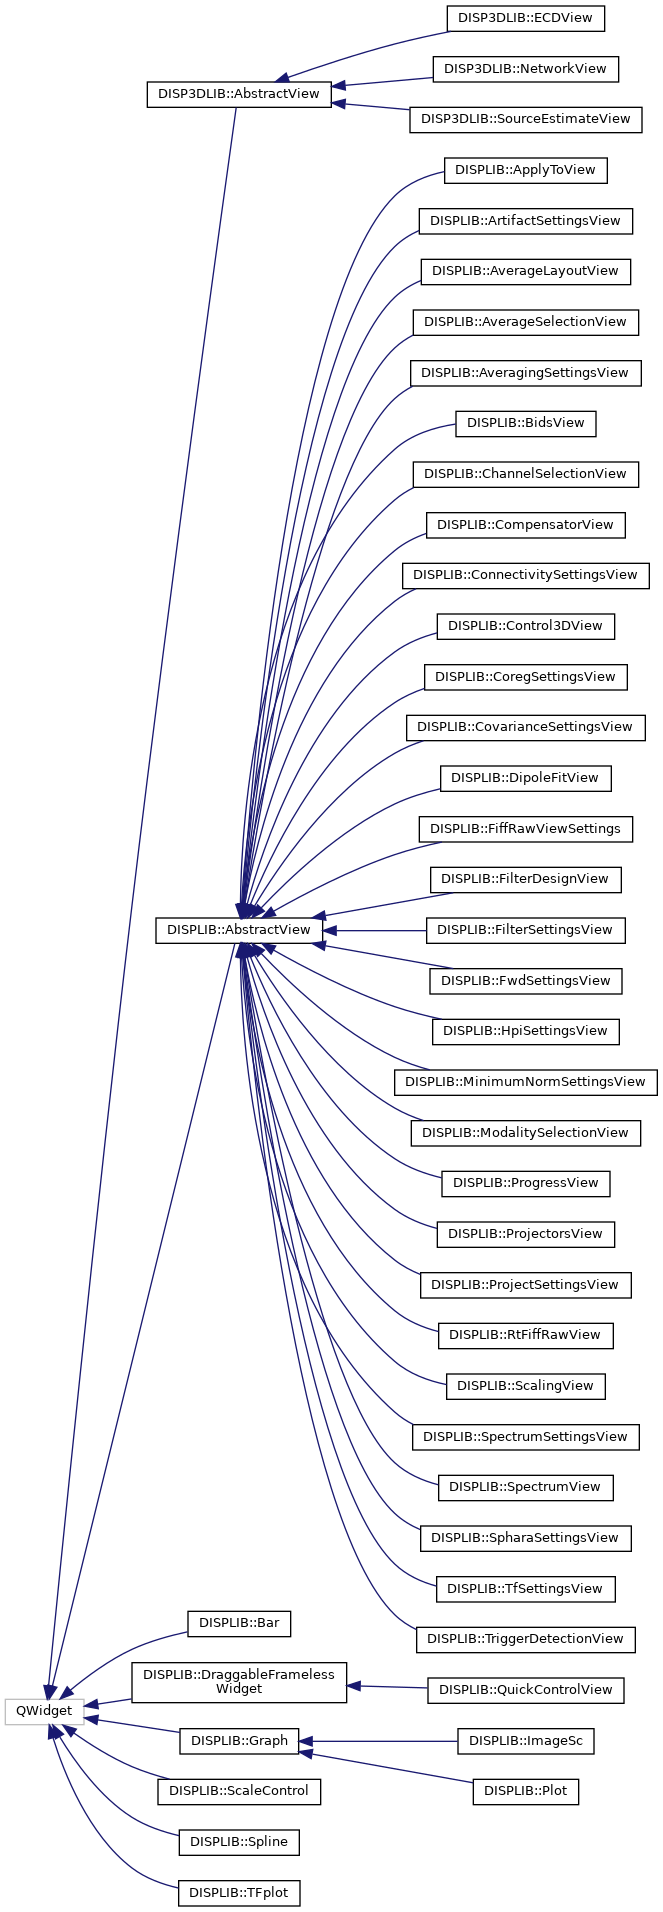 DISP3DLIB::ECDView
DISP3DLIB::NetworkView
DISP3DLIB::AbstractView
DISP3DLIB::SourceEstimateView
DISPLIB::ApplyToView
DISPLIB::ArtifactSettingsView
DISPLIB::AverageLayoutView
DISPLIB::AverageSelectionView
DISPLIB::AveragingSettingsView
DISPLIB::BidsView
DISPLIB::ChannelSelectionView
DISPLIB::CompensatorView
DISPLIB::ConnectivitySettingsView
DISPLIB::Control3DView
DISPLIB::CoregSettingsView
DISPLIB::CovarianceSettingsView
DISPLIB::DipoleFitView
DISPLIB::FiffRawViewSettings
DISPLIB::FilterDesignView
DISPLIB::AbstractView
DISPLIB::FilterSettingsView
DISPLIB::FwdSettingsView
DISPLIB::HpiSettingsView
DISPLIB::MinimumNormSettingsView
DISPLIB::ModalitySelectionView
DISPLIB::ProgressView
DISPLIB::ProjectorsView
DISPLIB::ProjectSettingsView
DISPLIB::RtFiffRawView
DISPLIB::ScalingView
DISPLIB::SpectrumSettingsView
DISPLIB::SpectrumView
DISPLIB::SpharaSettingsView
DISPLIB::TfSettingsView
DISPLIB::Bar
DISPLIB::TriggerDetectionView
DISPLIB::DraggableFrameless
Widget
DISPLIB::QuickControlView
QWidget
DISPLIB::Graph
DISPLIB::ImageSc
DISPLIB::ScaleControl
DISPLIB::Plot
DISPLIB::Spline
DISPLIB::TFplot